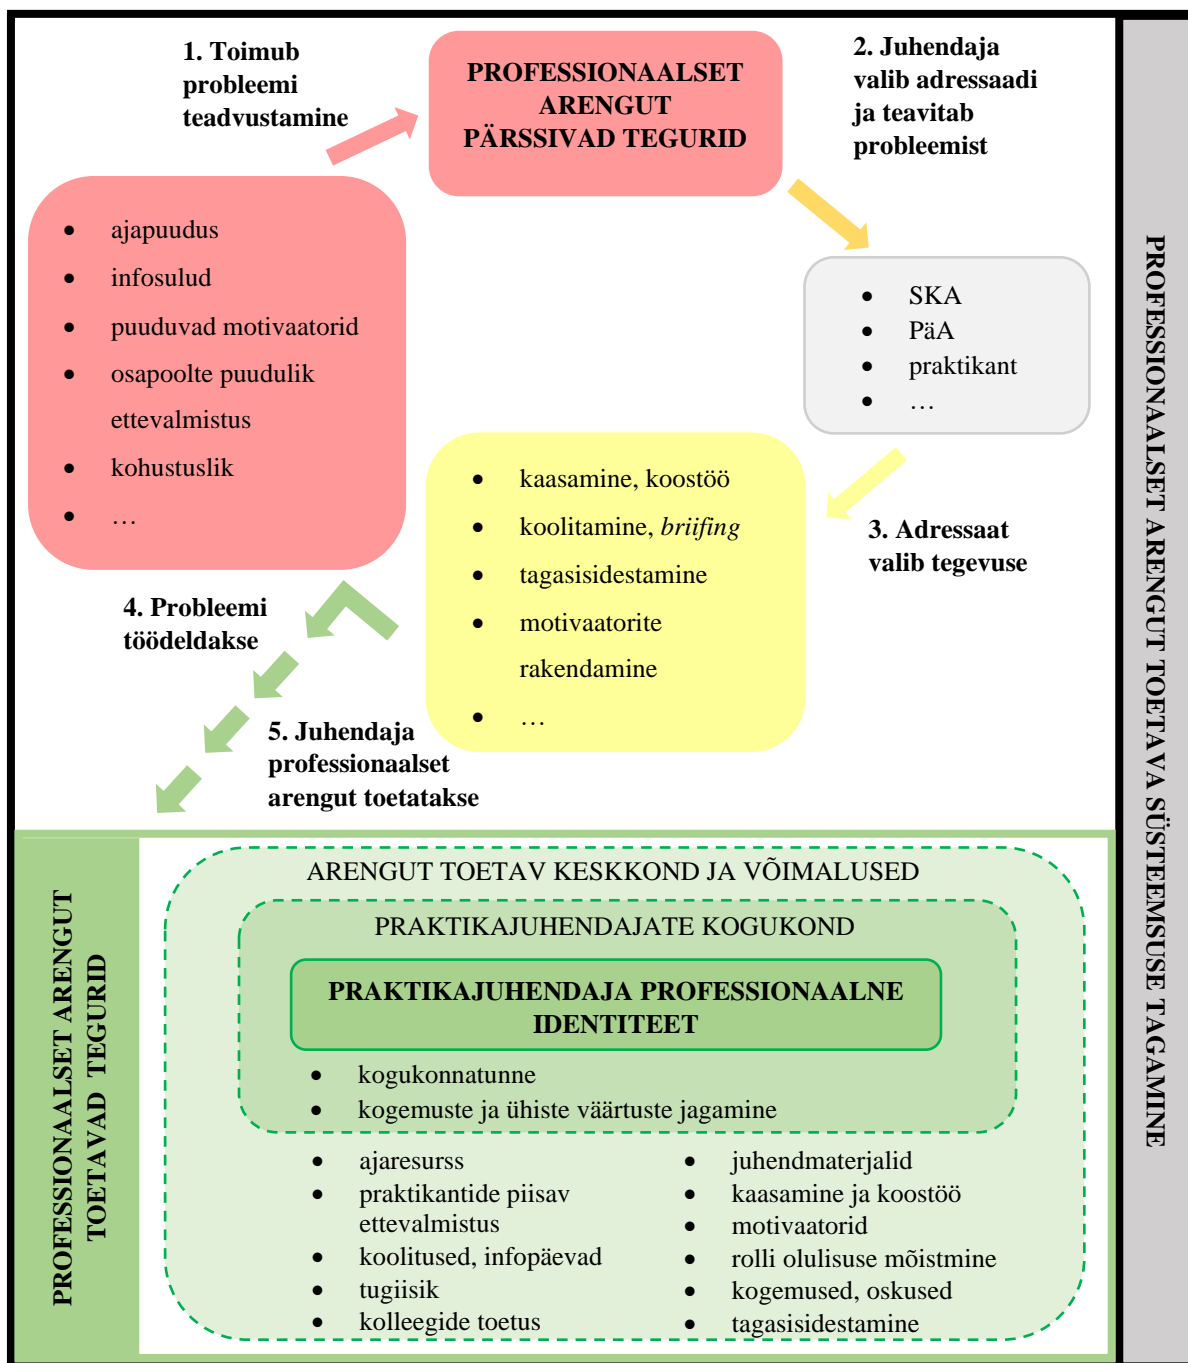 1. Toimub
probleemi
teadvustamine
PROFESSIONAALSET
ARENGUT
PÄRSSIVAD TEGURID
2. Juhendaja
valib adressaadi
ja teavitab
probleemist
• ajapuudus
• infosulud
• puuduvad motivaatorid
• osapoolte puudulik
ettevalmistus
• kohustuslik
• …
• SKA
• PäA
• praktikant
• …
3. Adressaat
valib tegevuse
• kaasamine, koostöö
• koolitamine, briifing
• tagasisidestamine
• motivaatorite
rakendamine
• …
4. Probleemi
töödeldakse
5. Juhendaja
professionaalset
arengut toetatakse
PROFESSIONAALSET ARENGUT
TOETAVAD TEGURID
ARENGUT TOETAV KESKKOND JA VÕIMALUSED
PRAKTIKAJUHENDAJATE KOGUKOND
PRAKTIKAJUHENDAJA PROFESSIONAALNE
IDENTITEET
• kogukonnatunne
• kogemuste ja ühiste väärtuste jagamine
• ajaresurss
• praktikantide piisav
ettevalmistus
• koolitused, infopäevad
• tugiisik
• kolleegide toetus
• juhendmaterjalid
• kaasamine ja koostöö
• motivaatorid
• rolli olulisuse mõistmine
• kogemused, oskused
• tagasisidestamine
PROFESSIONAALSET ARENGUT TOETAVA SÜSTEEMSUSE TAGAMINE